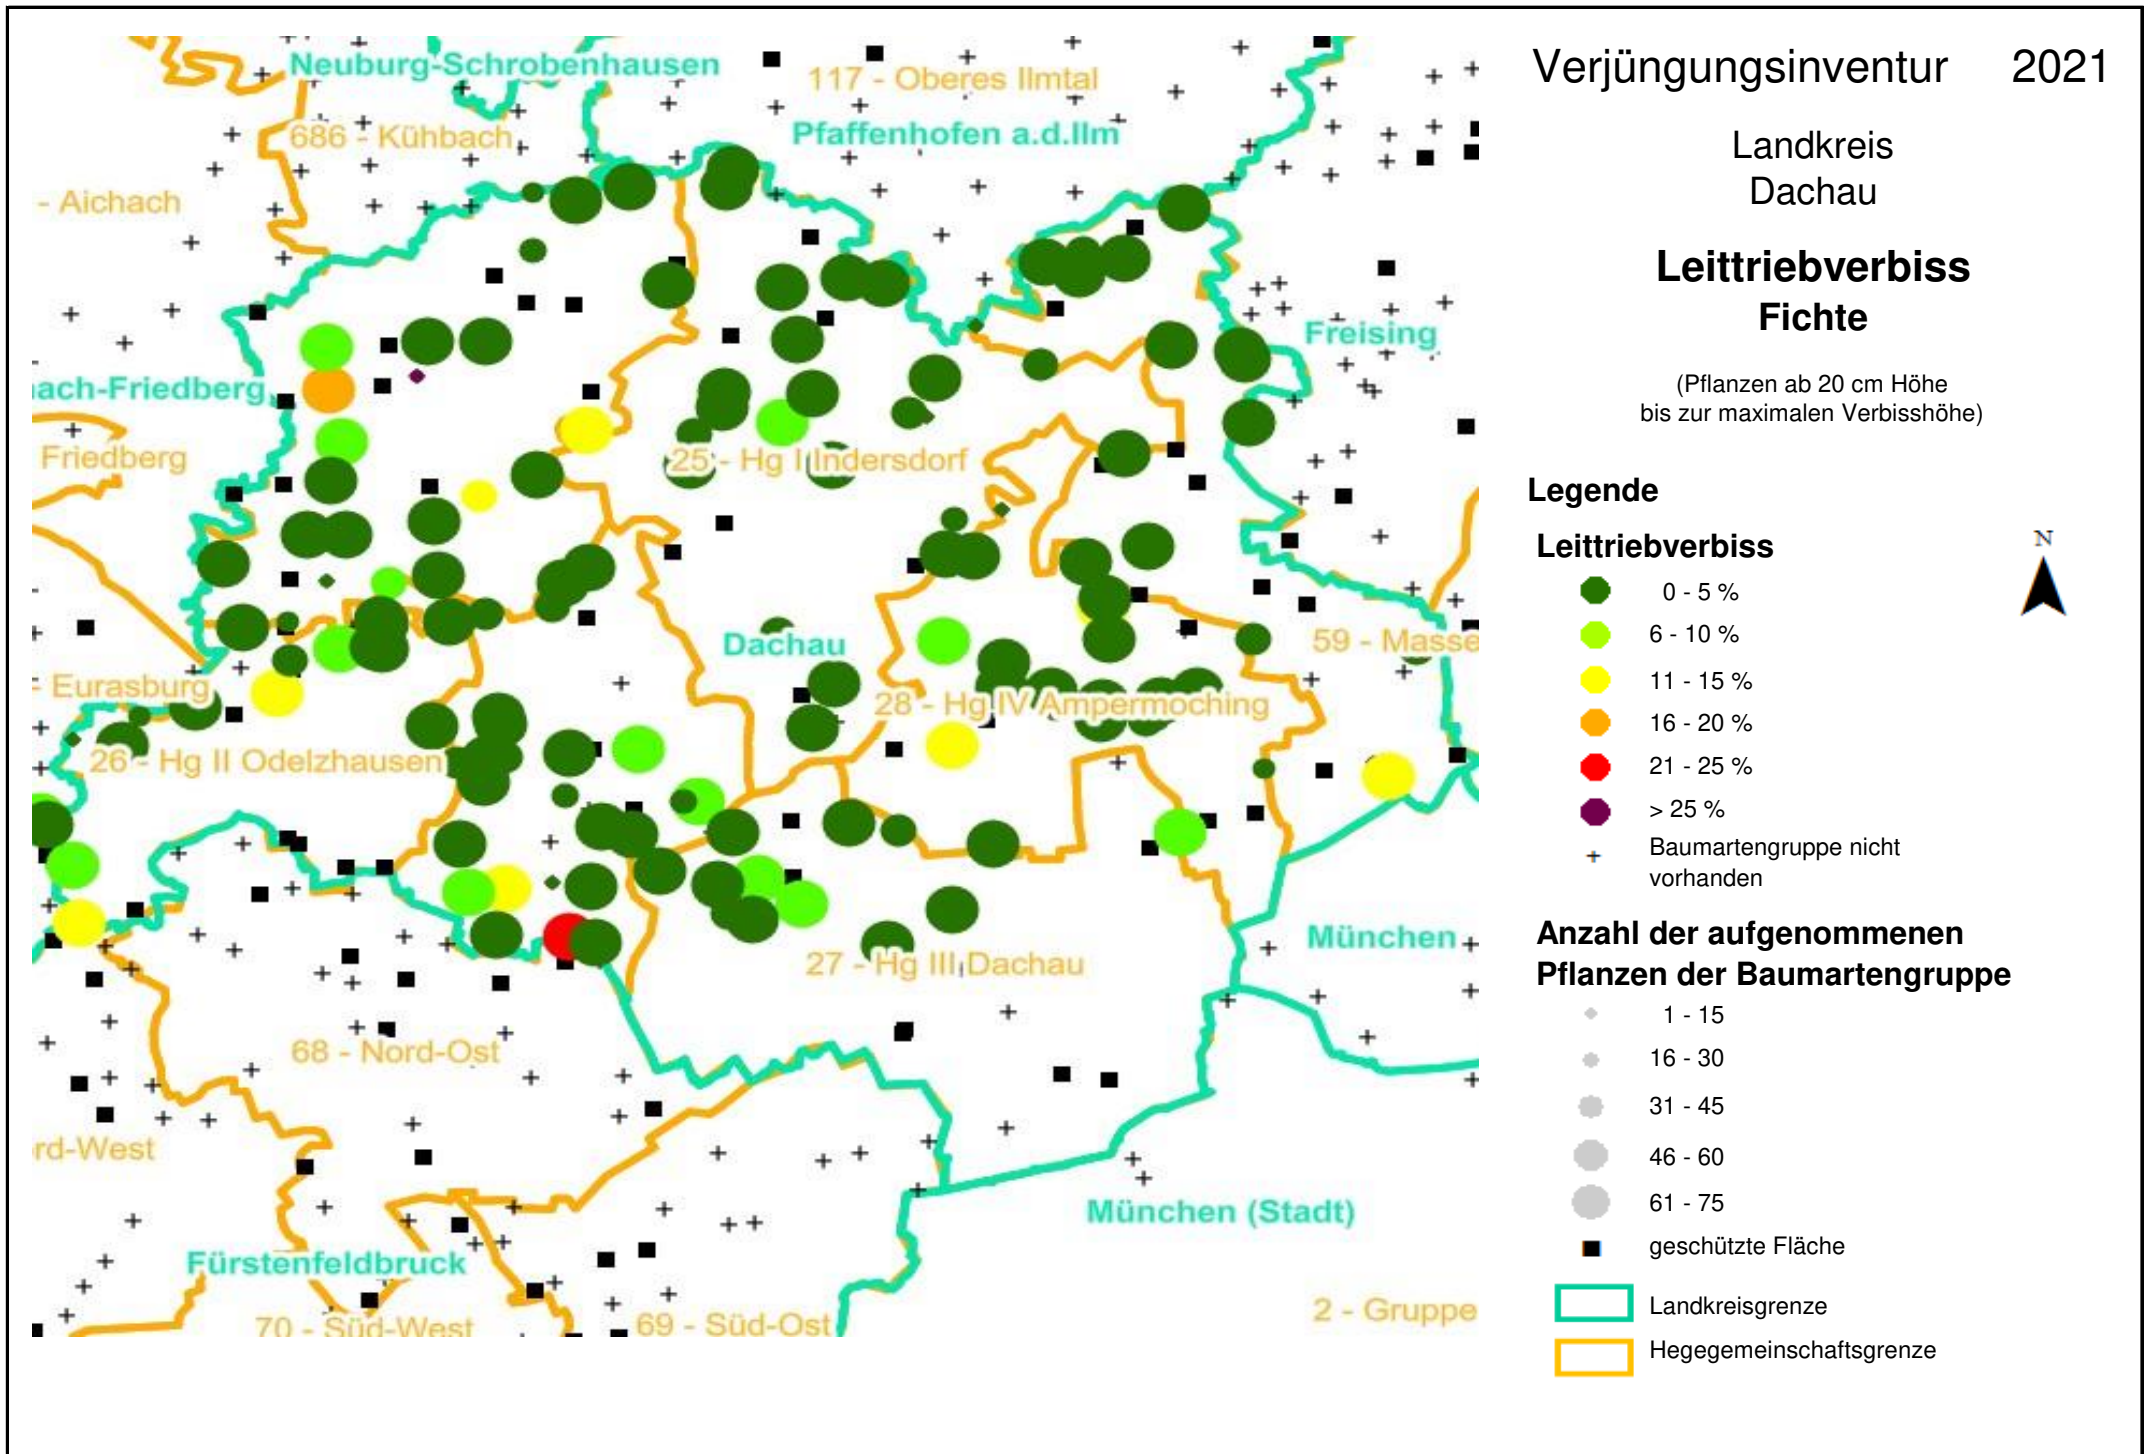 Verjüngungsinventur 2021
Landkreis
Dachau
Leittriebverbiss
Fichte
(Pflanzen ab 20 cm Höhe
bis zur maximalen Verbisshöhe)
Legende
Leittriebverbiss
N
0 - 5 %
6 - 10 %
11 - 15 %
16 - 20 %
21 - 25 %
> 25 %
Baumartengruppe nicht
vorhanden
Anzahl der aufgenommenen
Pflanzen der Baumartengruppe
1 - 15
16 - 30
31 - 45
46 - 60
61 - 75
geschützte Fläche
Landkreisgrenze
Hegegemeinschaftsgrenze
Neuburg-Schrobenhausen
117 - Oberes Ilmtal
686 - Kühbach
Pfaffenhofen a.d.Ilm
- Aichach
Freising
ach-Friedberg
Friedberg
25 - Hg I Indersdorf
Dachau
59 - Masse
- Eurasburg
28 - Hg IV Ampermoching
26 - Hg II Odelzhausen
München
27 - Hg III Dachau
68 - Nord-Ost
rd-West
München (Stadt)
Fürstenfeldbruck
2 - Gruppe
70 - Süd-West
69 - Süd-Ost